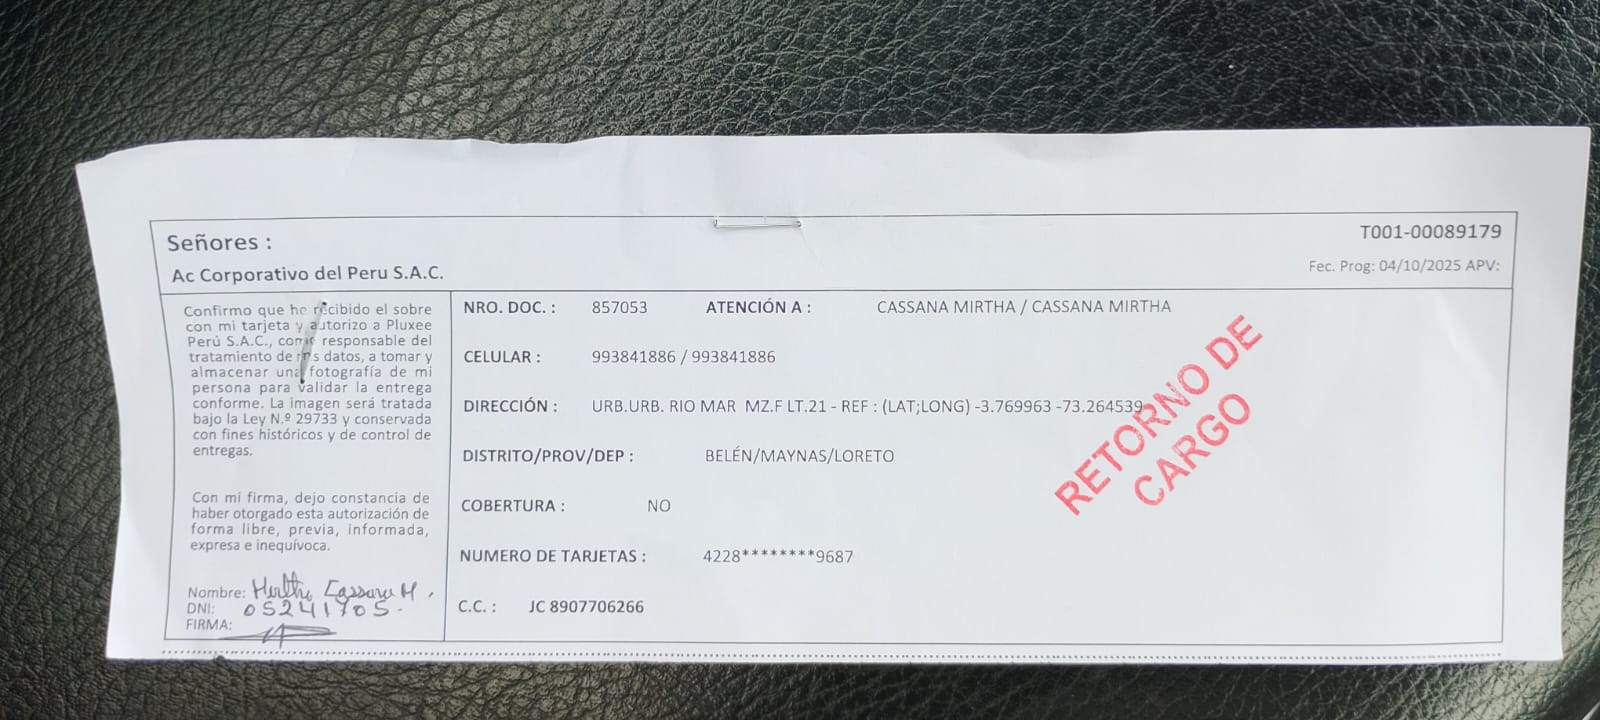 Señores :
T001-00089179
Ac Corporativo del Peru S.A.C.
Fec. Prog: 04/10/2025 APV:
Confirmo que he recibido el sobre
con mi tarjeta y autorizo a Pluxee
Perú S.A.C., como responsable del
tratamiento de mis datos, a tomar y
almacenar una fotografía de mi
persona para validar la entrega
conforme. La imagen será tratada
bajo la Ley N.º 29733 y conservada
con fines históricos y de control de
entregas.
Con mi firma, dejo constancia de
haber otorgado esta autorización de
forma libre, previa, informada,
expresa e inequívoca.
Nombre: Mirtha Cassana M.
DNI: 05241705.
FIRMA:
NRO. DOC. : 857053 ATENCIÓN A : CASSANA MIRTHA / CASSANA MIRTHA
CELULAR : 993841886 / 993841886
DIRECCIÓN : URB.URB. RIO MAR MZ.F LT.21 - REF : (LAT;LONG) -3.769963 -73.264539
DISTRITO/PROV/DEP : BELÉN/MAYNAS/LORETO
COBERTURA : NO
NUMERO DE TARJETAS : 4228********9687
C.C. : JC 8907706266
RETORNO DE
CARGO